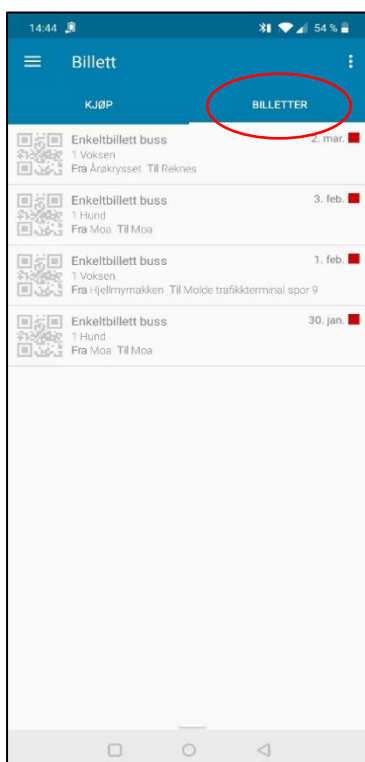 14:44 54 %
Billett
KJØP BILLETTER
Enkeltbillett buss 2. mar.
1 Voksen
Fra Årøkrysset Til Reknes
Enkeltbillett buss 3. feb.
1 Hund
Fra Moa Til Moa
Enkeltbillett buss 1. feb.
1 Voksen
Fra Hjellmyrnakken Til Molde trafikkterminal spor 9
Enkeltbillett buss 30. jan.
1 Hund
Fra Moa Til Moa